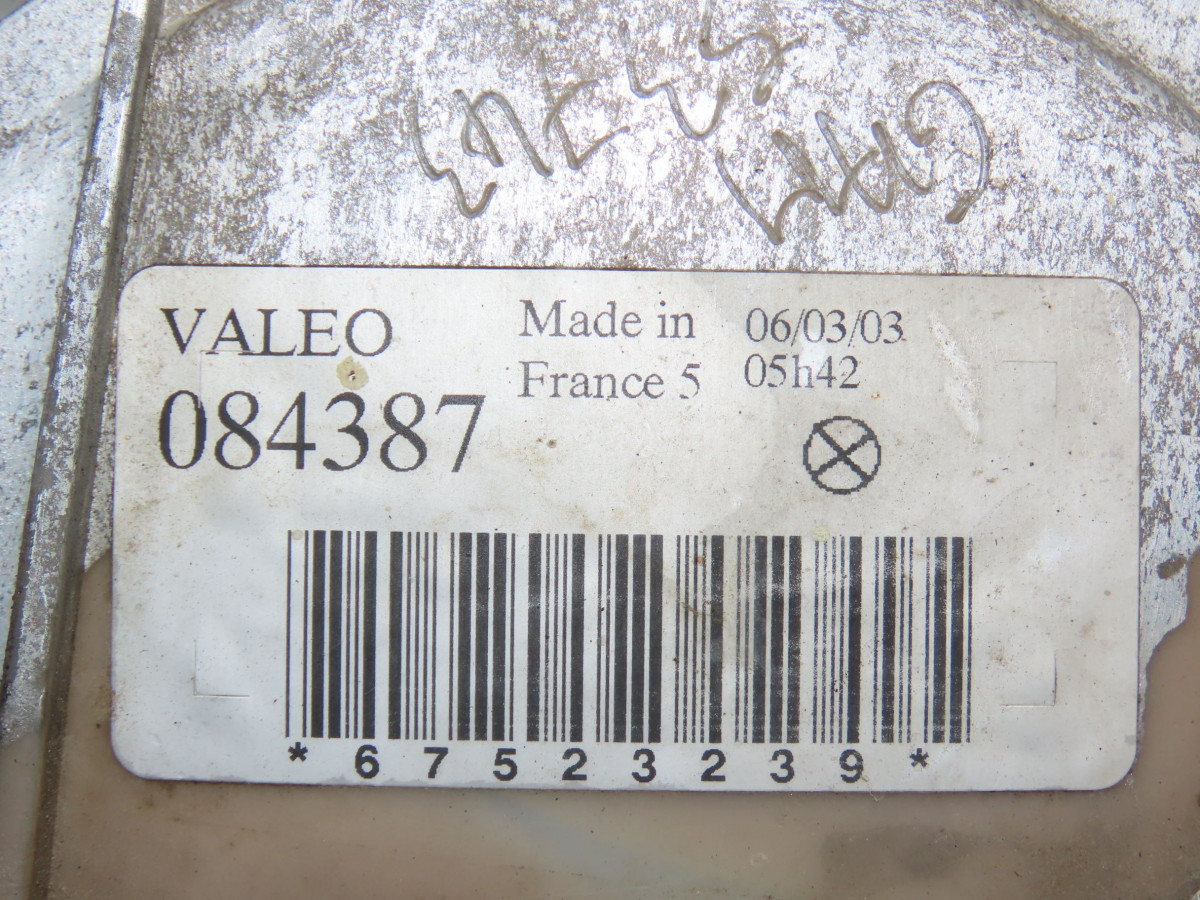 VALEO
084387
Made in
France 5
06/03/03
05h42
*67523239*